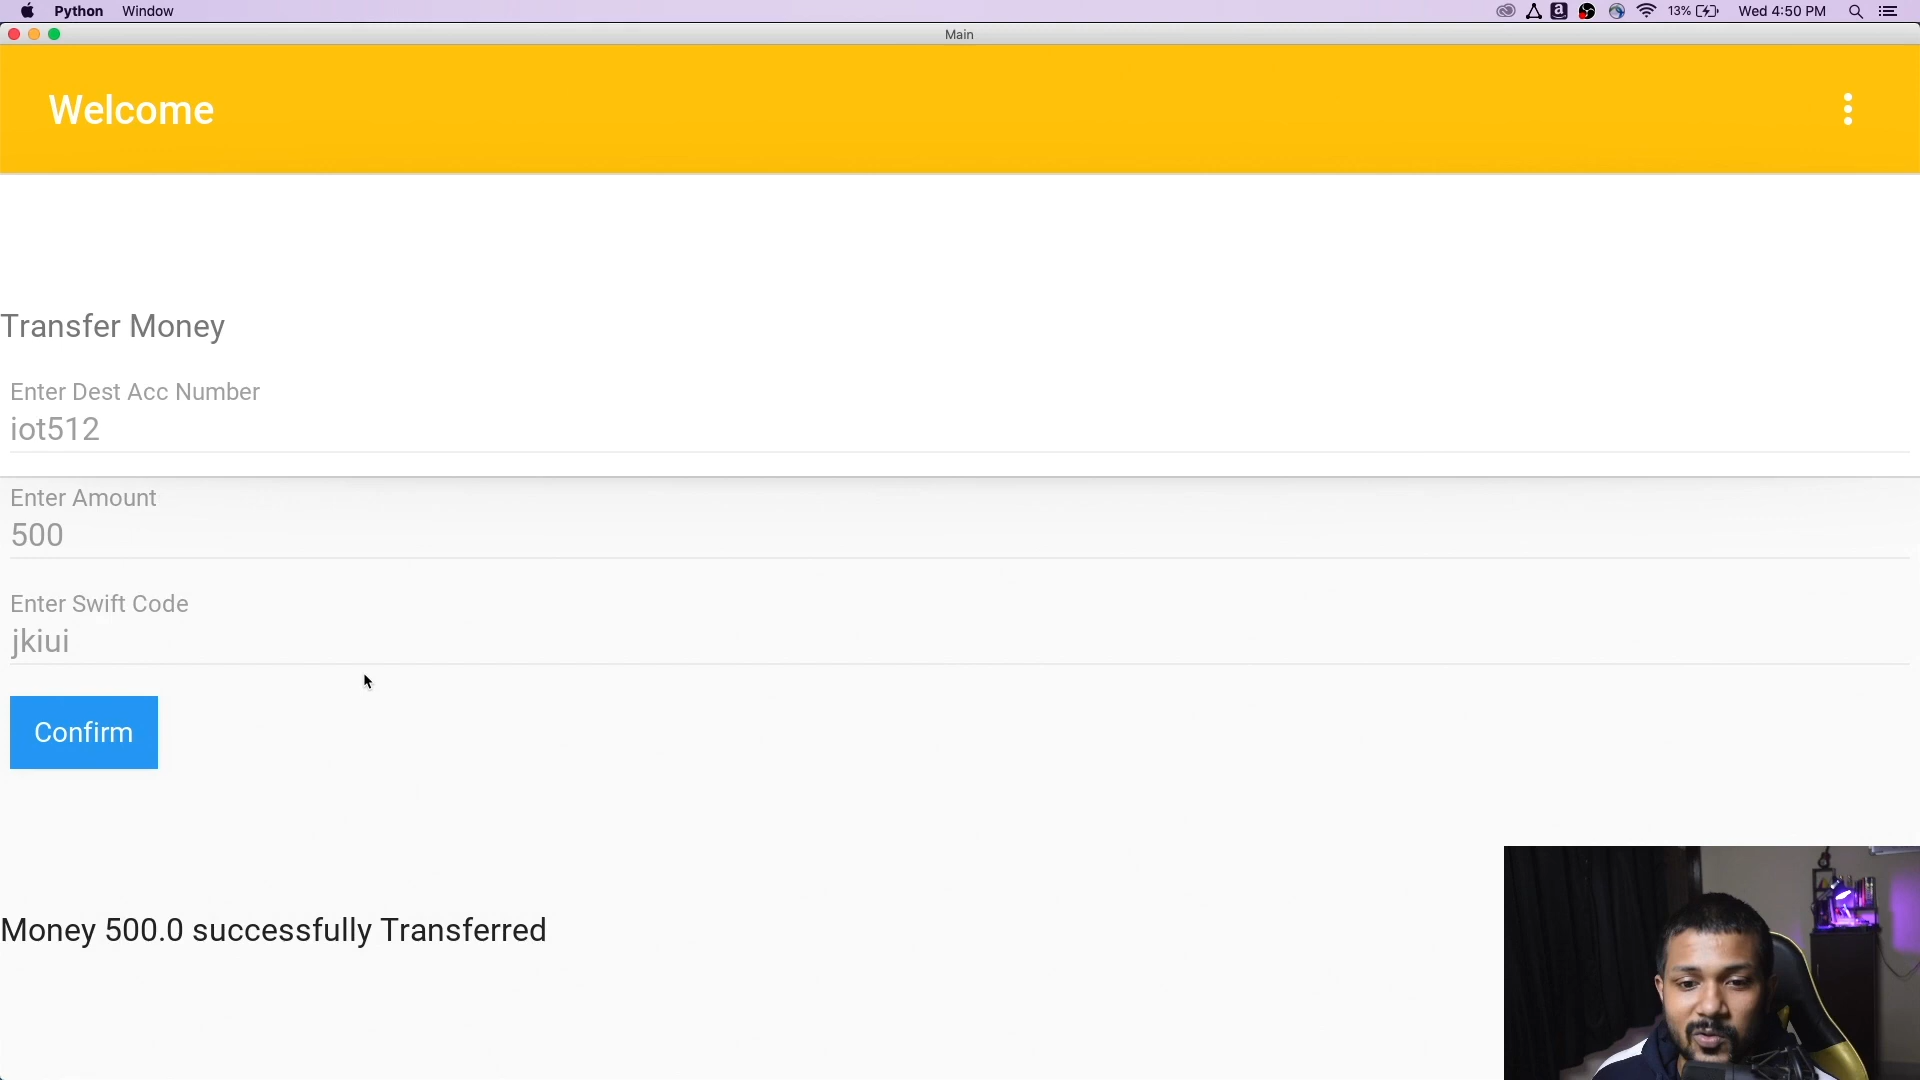 Python Window
13% Wed 4:50 PM
Main
Welcome
Transfer Money
Enter Dest Acc Number
iot512
Enter Amount
500
Enter Swift Code
jkiui
Confirm
Money 500.0 successfully Transferred